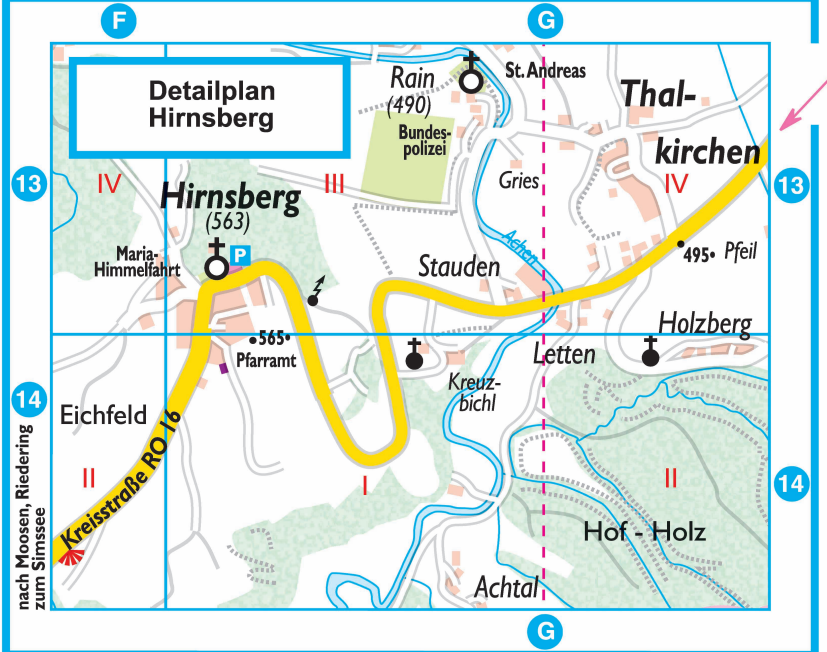 F
G
Detailplan
Hirnsberg
Rain
(490)
St. Andreas
Thal-
kirchen
Bundes-
polizei
13
IV
III
Gries
IV
13
Hirnsberg
(563)
Maria-
Himmelfahrt
P
Achen
Stauden
495
Pfeil
565
Pfarramt
Holzberg
Letten
Kreuz-
bichl
14
Eichfeld
Kreisstraße RO 16
II
I
II
14
nach Moosen, Riedering
zum Simssee
Hof - Holz
Achtal
G